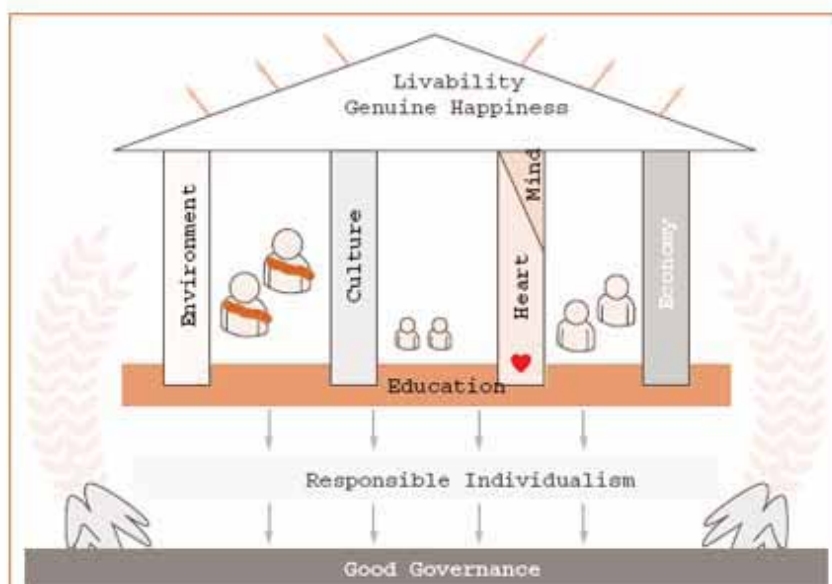 Livability
Genuine Happiness
Environment
Culture
Heart
Mind
Economy
Education
Responsible Individualism
Good Governance